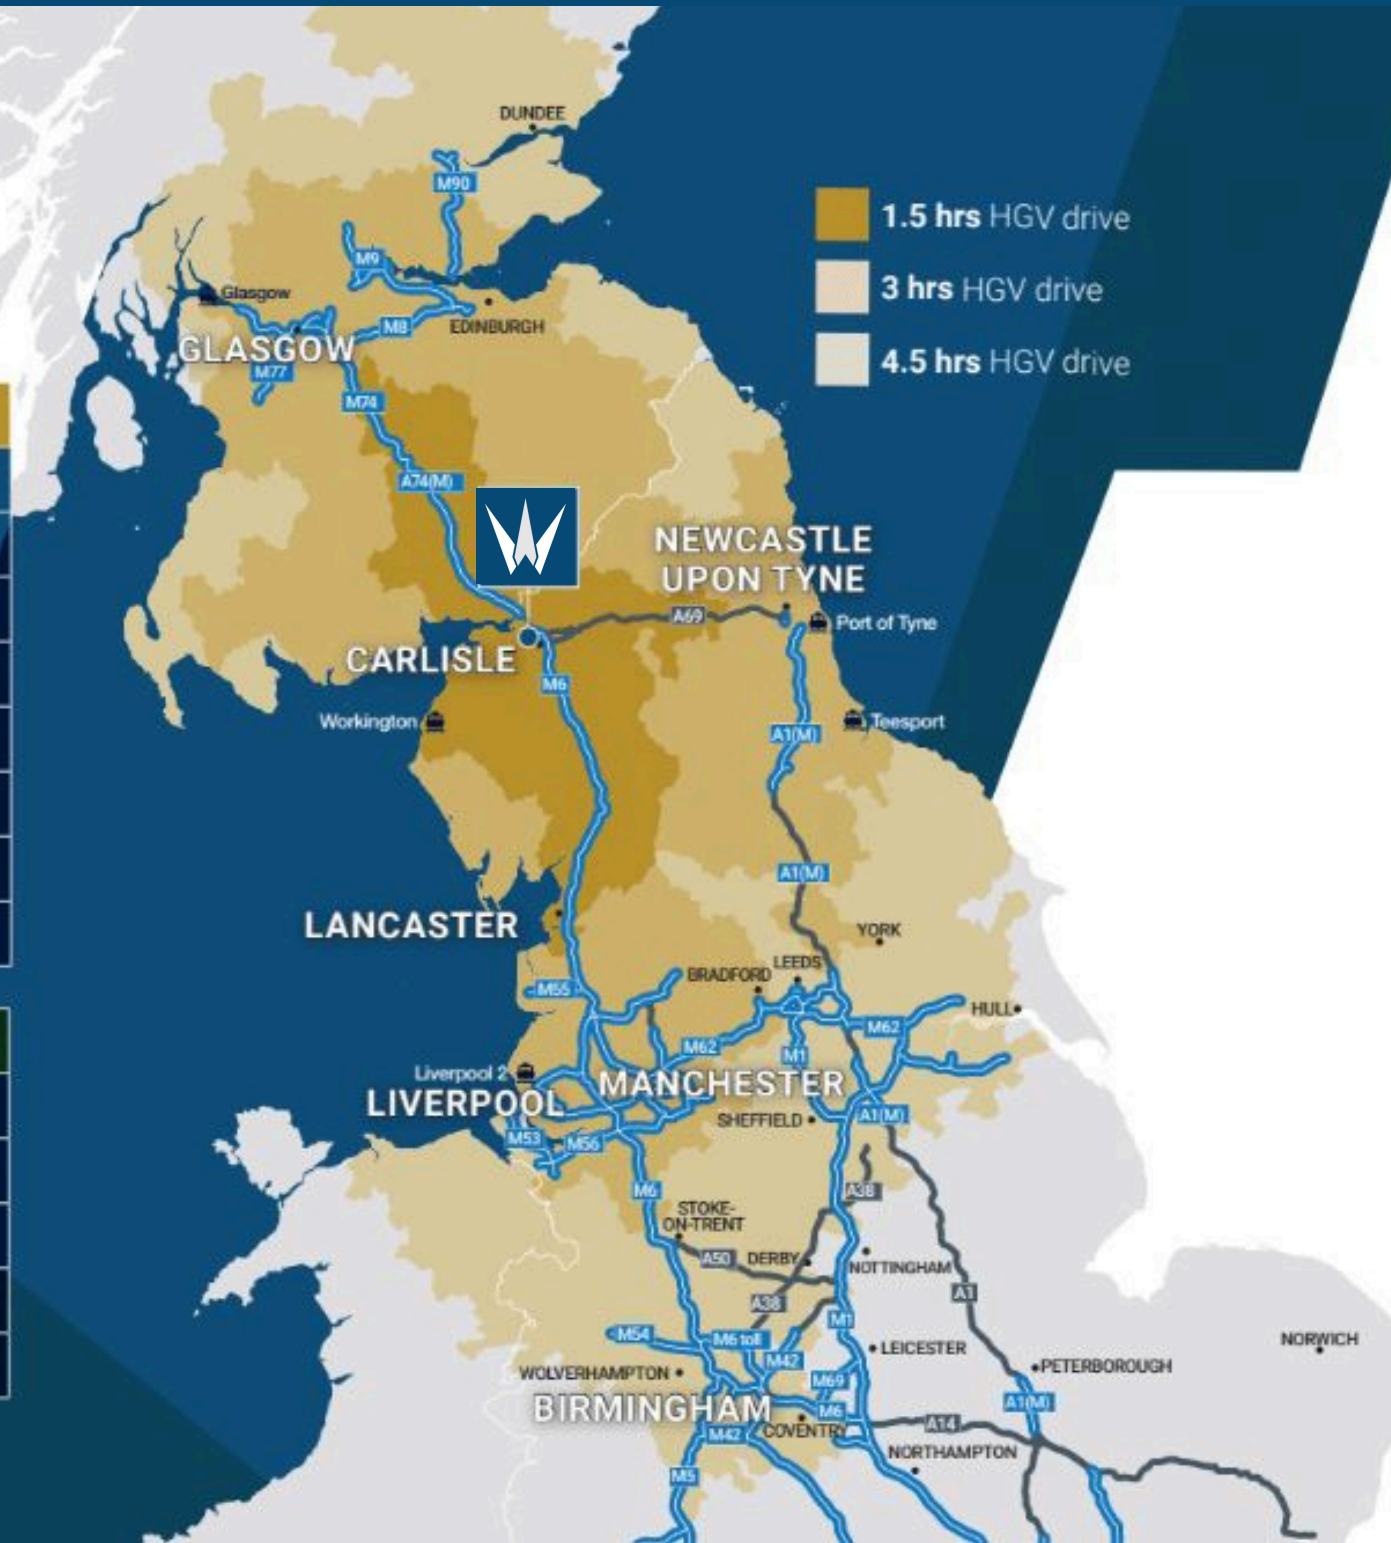 DUNDEE
M90
1.5 hrs HGV drive
M9
3 hrs HGV drive
Glasgow
M8
EDINBURGH
GLASGOW
4.5 hrs HGV drive
M77
M74
A74(M)
NEWCASTLE
UPON TYNE
A69
Port of Tyne
CARLISLE
M6
Workington
Teesport
A1(M)
A1(M)
LANCASTER
YORK
LEEDS
BRADFORD
M55
HULL
M62
M62
M1
Liverpool 2
MANCHESTER
LIVERPOOL
A1(M)
SHEFFIELD
M53
M56
M6
A38
STOKE-
ON-TRENT
A50
DERBY
NOTTINGHAM
A1
A38
M1
M54
M6 toll
NORWICH
LEICESTER
M42
PETERBOROUGH
WOLVERHAMPTON
M69
A1(M)
BIRMINGHAM
M6
A14
COVENTRY
M42
NORTHAMPTON
M5